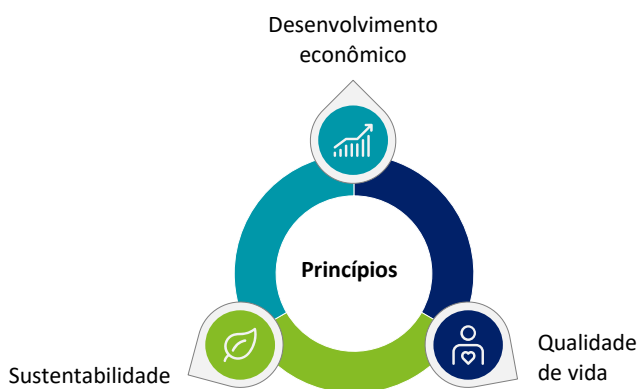 Desenvolvimento
econômico
Princípios
Qualidade
de vida
Sustentabilidade